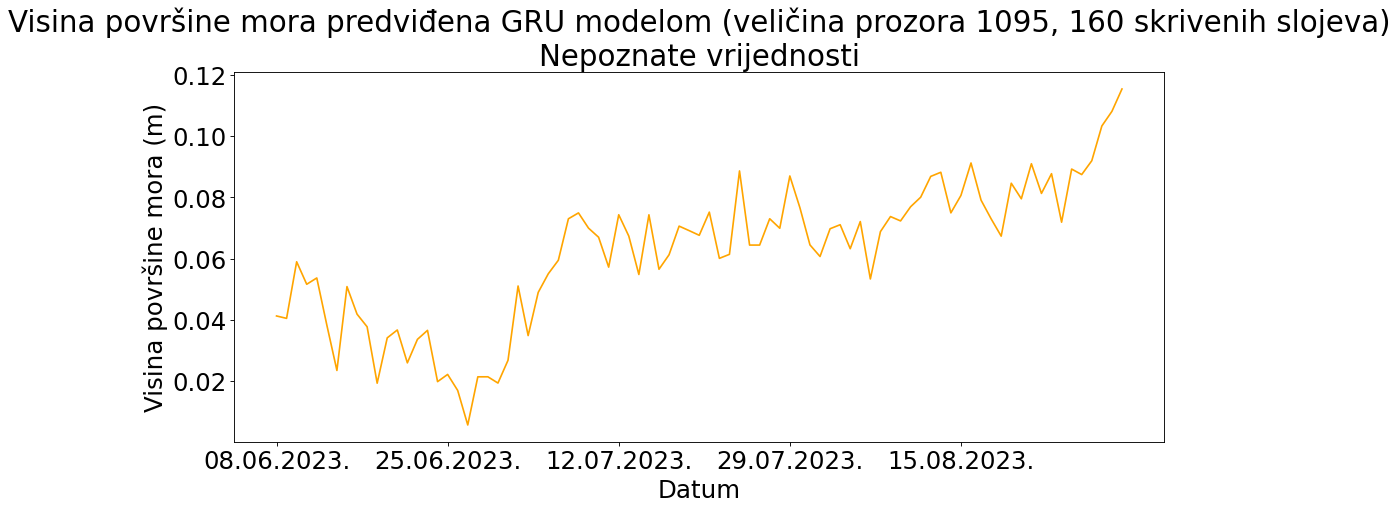 Visina površine mora predviđena GRU modelom (veličina prozora 1095, 160 skrivenih slojeva)
Nepoznate vrijednosti
Visina površine mora (m)
0.12
0.10
0.08
0.06
0.04
0.02
08.06.2023. 25.06.2023. 12.07.2023. 29.07.2023. 15.08.2023.
Datum